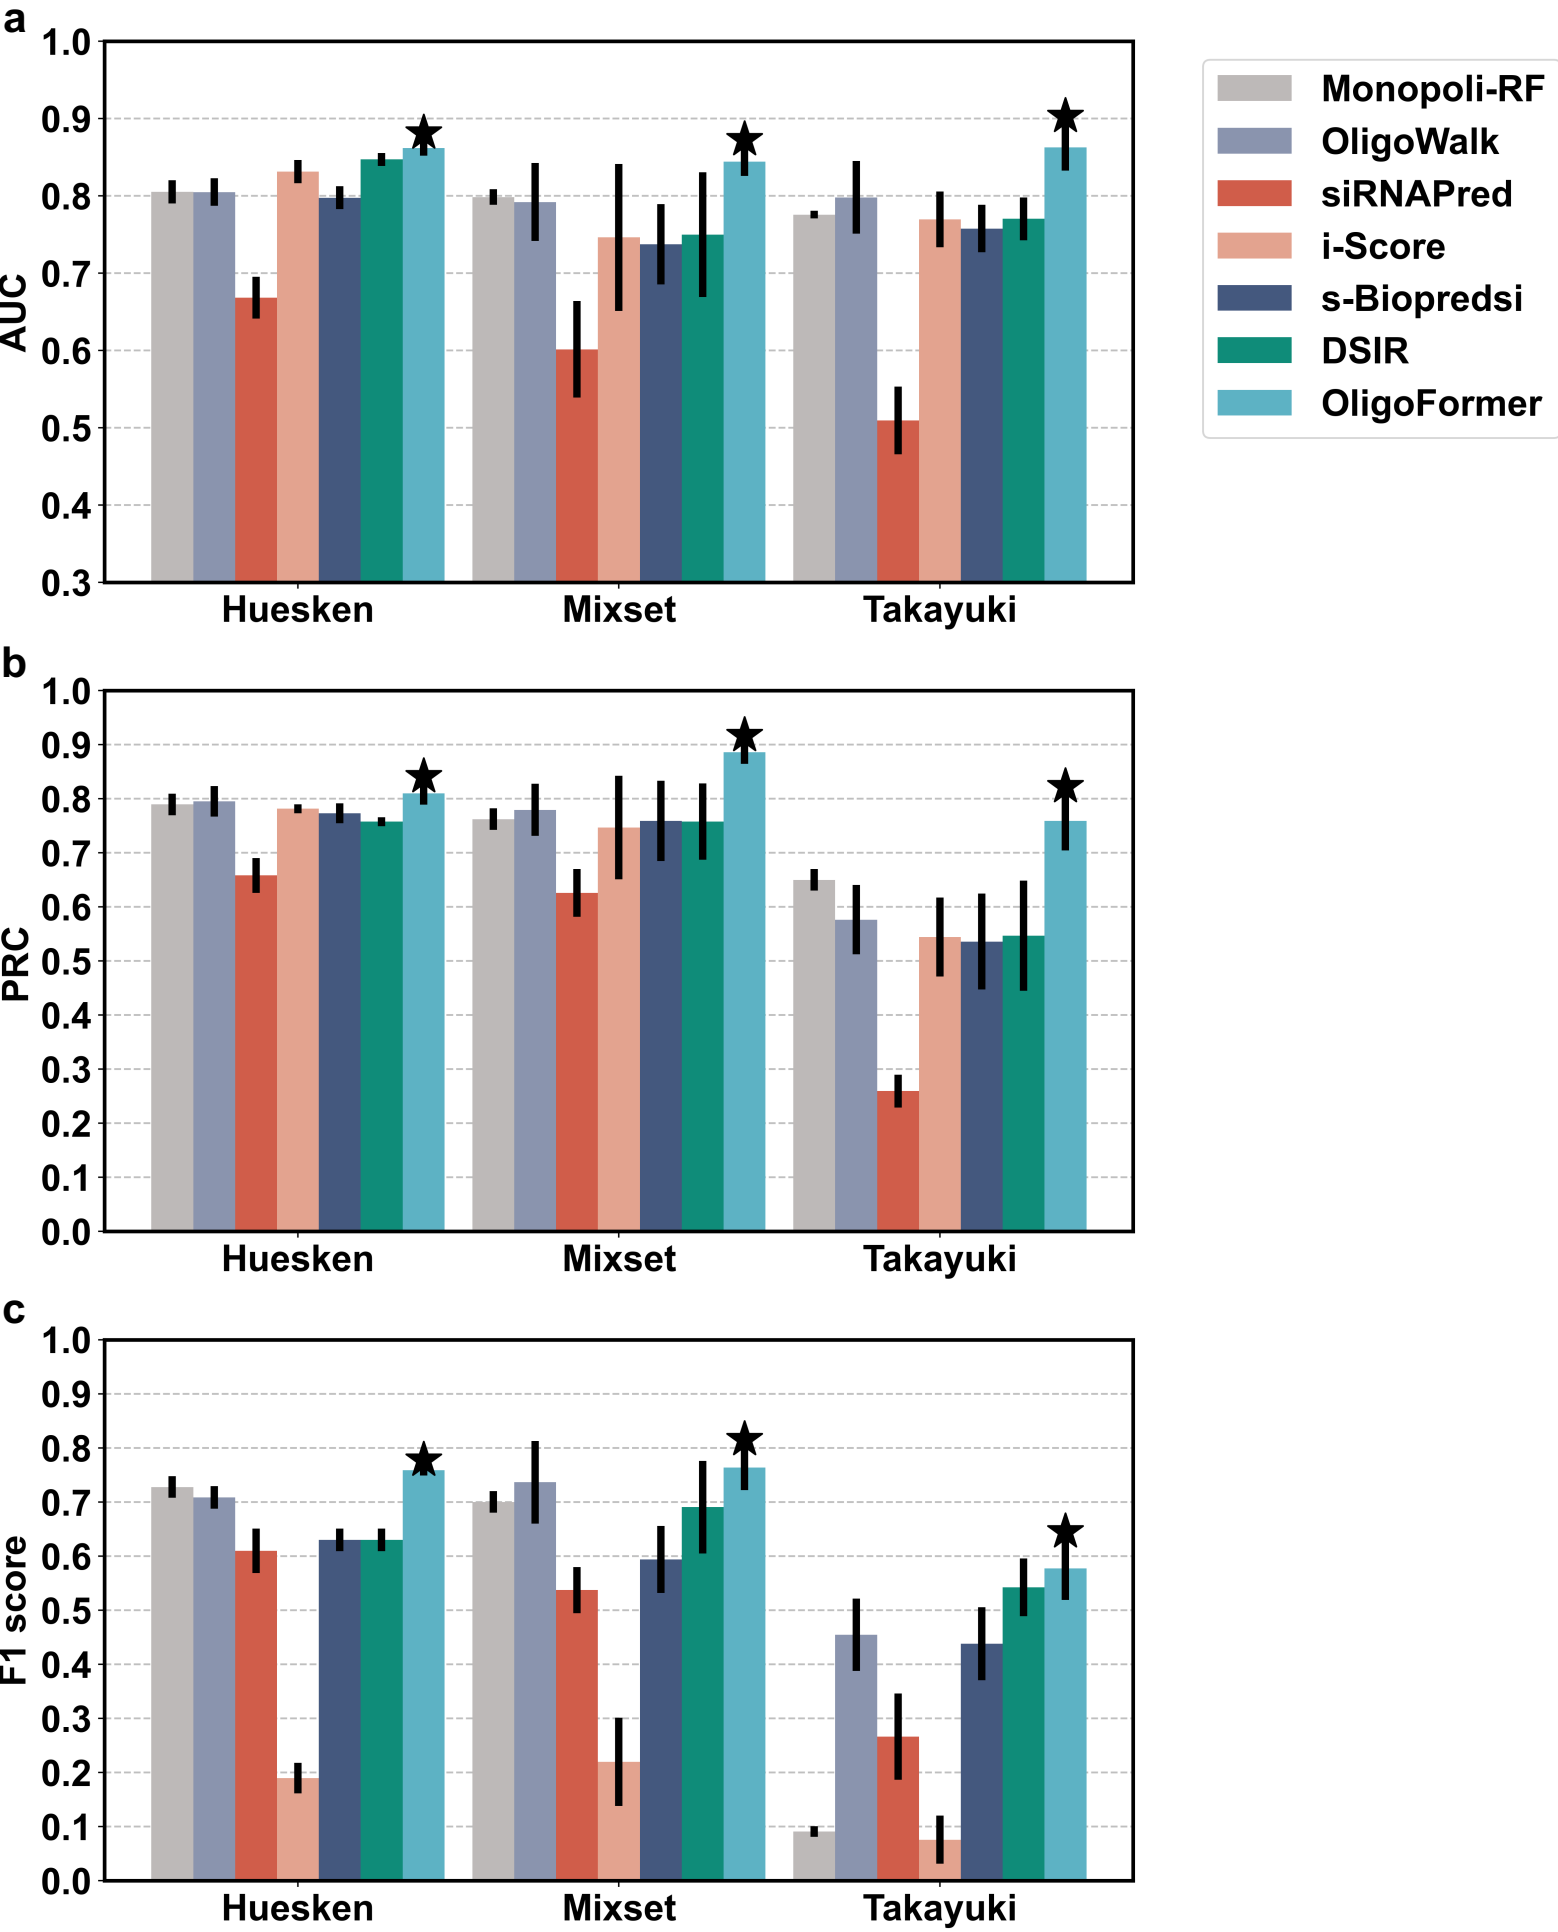 a
1.0
0.9
0.8
0.7
0.6
0.5
0.4
0.3
AUC
Huesken Mixset Takayuki
Monopoli-RF
OligoWalk
siRNAPred
i-Score
s-Biopredsi
DSIR
OligoFormer
b
1.0
0.9
0.8
0.7
0.6
0.5
0.4
0.3
0.2
0.1
0.0
PRC
Huesken Mixset Takayuki
c
1.0
0.9
0.8
0.7
0.6
0.5
0.4
0.3
0.2
0.1
0.0
F1 score
Huesken Mixset Takayuki